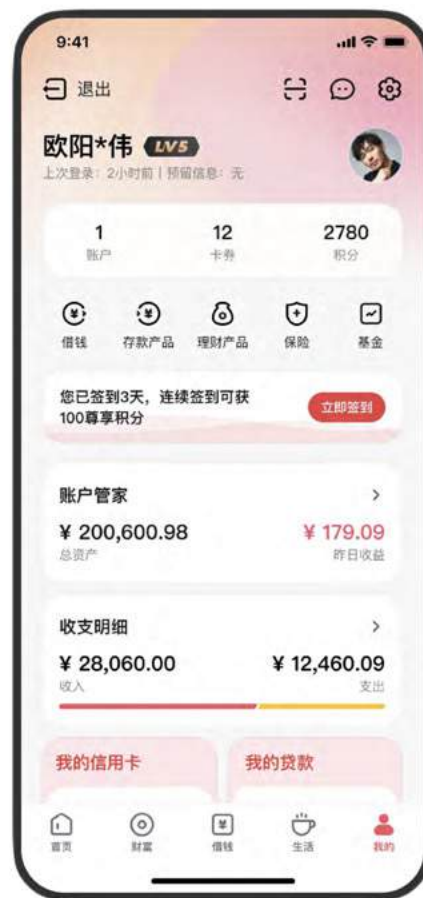 9:41
退出
欧阳*伟 LV5
上次登录：2小时前 | 预留信息：无
1 12 2780
账户 卡券 积分
借钱 存款产品 理财产品 保险 基金
您已签到3天，连续签到可获
100尊享积分
立即签到
账户管家
¥ 200,600.98 ¥ 179.09
总资产 昨日收益
收支明细
¥ 28,060.00 ¥ 12,460.09
收入 支出
我的信用卡 我的贷款
首页 财富 借钱 生活 我的